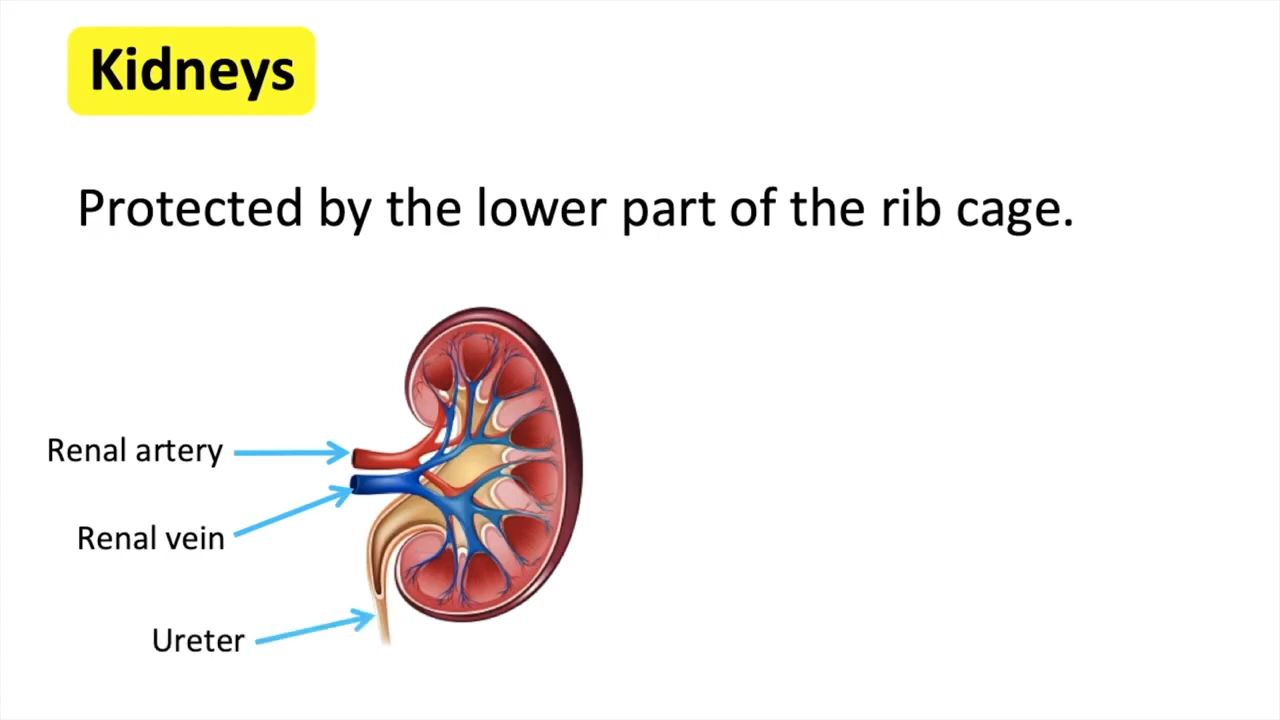 Kidneys
Protected by the lower part of the rib cage.
Renal artery
Renal vein
Ureter